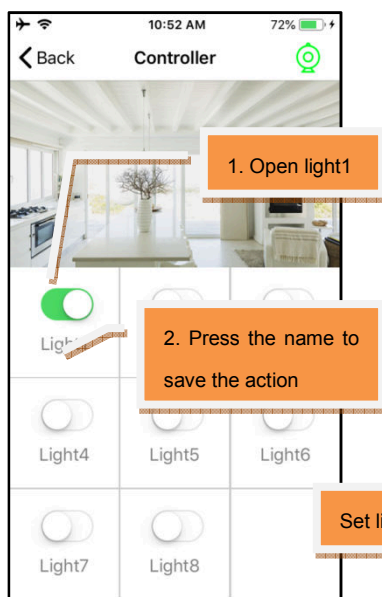 10:52 AM
72%
Back
Controller
1. Open light1
2. Press the name to
save the action
Light4
Light5
Light6
Set
Light7
Light8